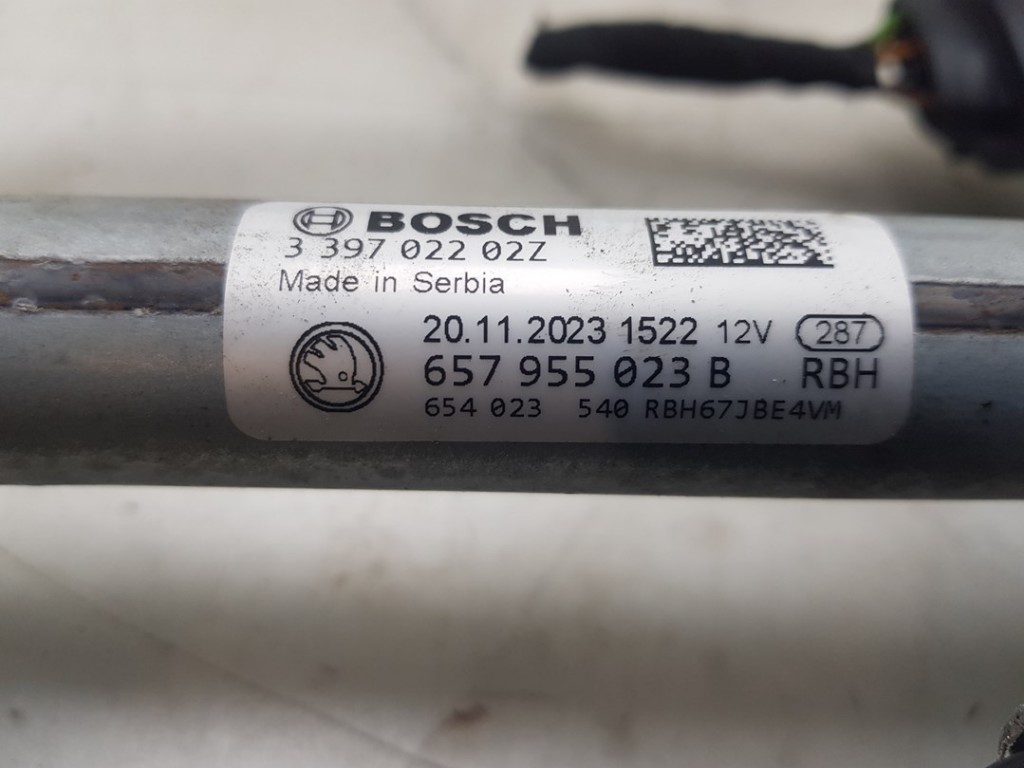 BOSCH
3 397 022 02Z
Made in Serbia
20.11.2023 1522 12V 287
657 955 023 B RBH
654 023 540 RBH67JBE4VM